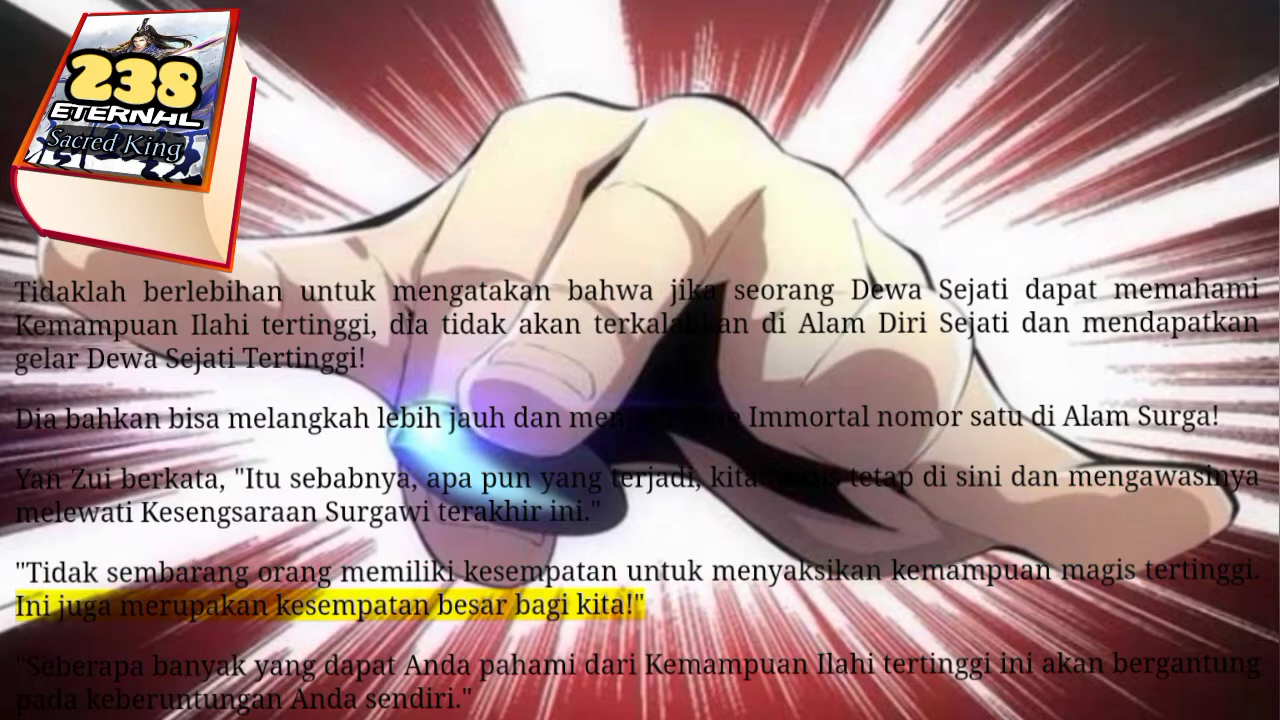 238
ETERNAL
Sacred King
Tidaklah berlebihan untuk mengatakan bahwa jika seorang Dewa Sejati dapat memahami
Kemampuan Ilahi tertinggi, dia tidak akan terkalahkan di Alam Diri Sejati dan mendapatkan
gelar Dewa Sejati Tertinggi!
Dia bahkan bisa melangkah lebih jauh dan Immortal nomor satu di Alam Surga!
Yan Zui berkata, "Itu sebabnya, apa pun yang terjadi, kita harus tetap di sini dan mengawasinya
melewati Kesengsaraan Surgawi terakhir ini."
"Tidak sembarang orang memiliki kesempatan untuk menyaksikan kemampuan magis tertinggi.
Ini juga merupakan kesempatan besar bagi kita!"
"Seberapa banyak yang dapat Anda pahami dari Kemampuan Ilahi tertinggi ini akan bergantung
pada keberuntungan Anda sendiri."